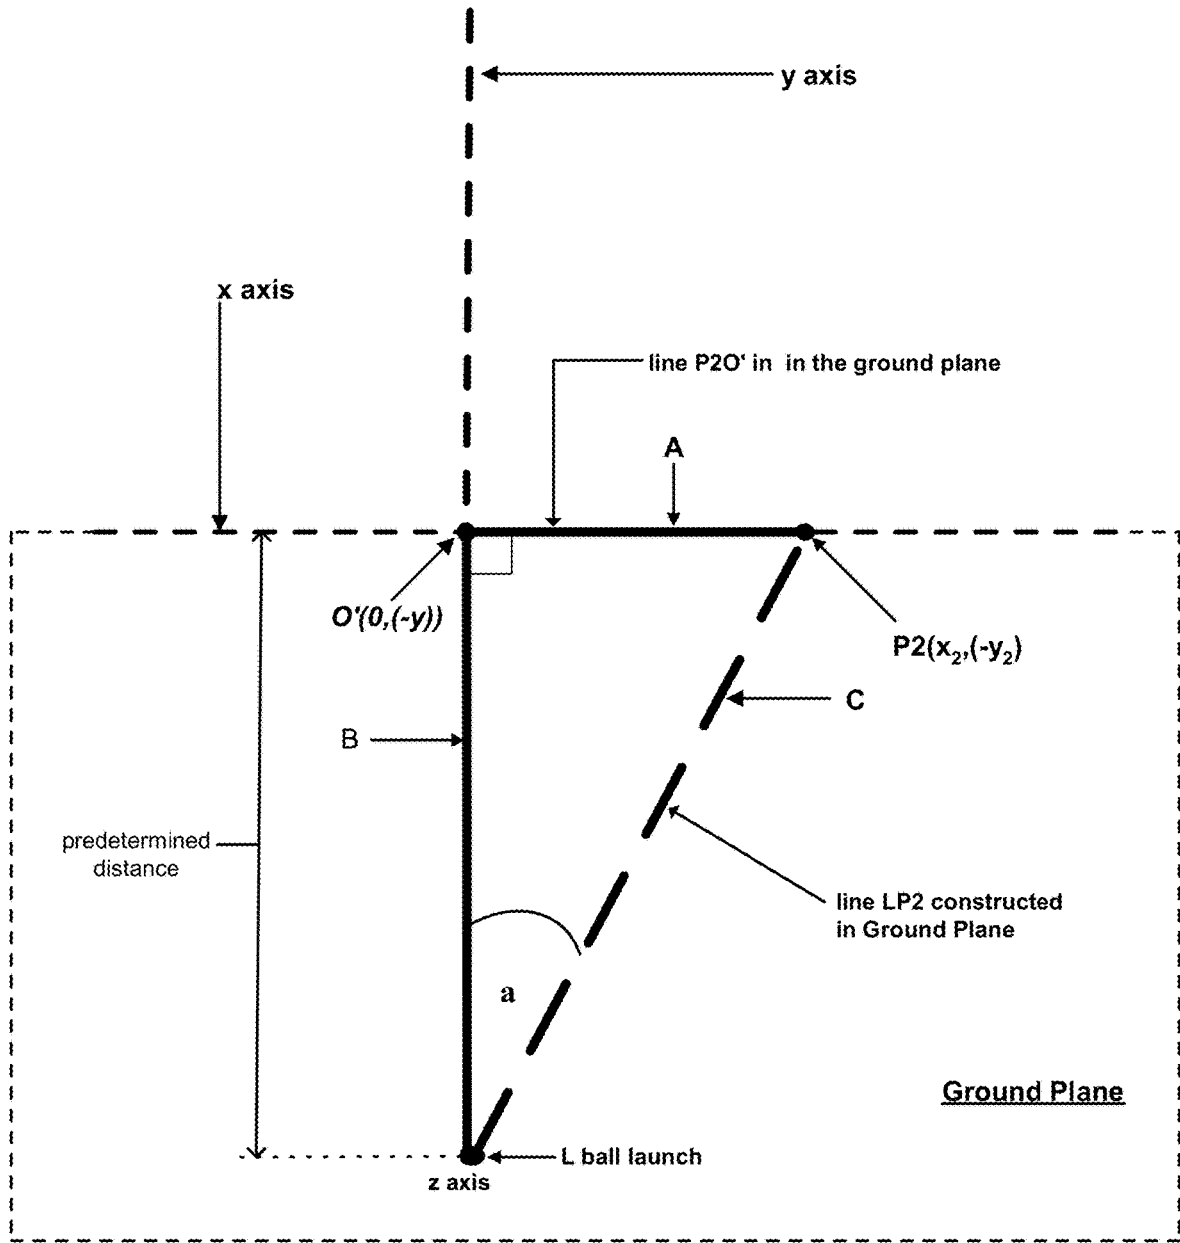 y axis
x axis
line P2O' in in the ground plane
A
O'(0,(-y))
P2(x₂,(-y₂)
C
B
predetermined
distance
line LP2 constructed
in Ground Plane
a
Ground Plane
L ball launch
z axis